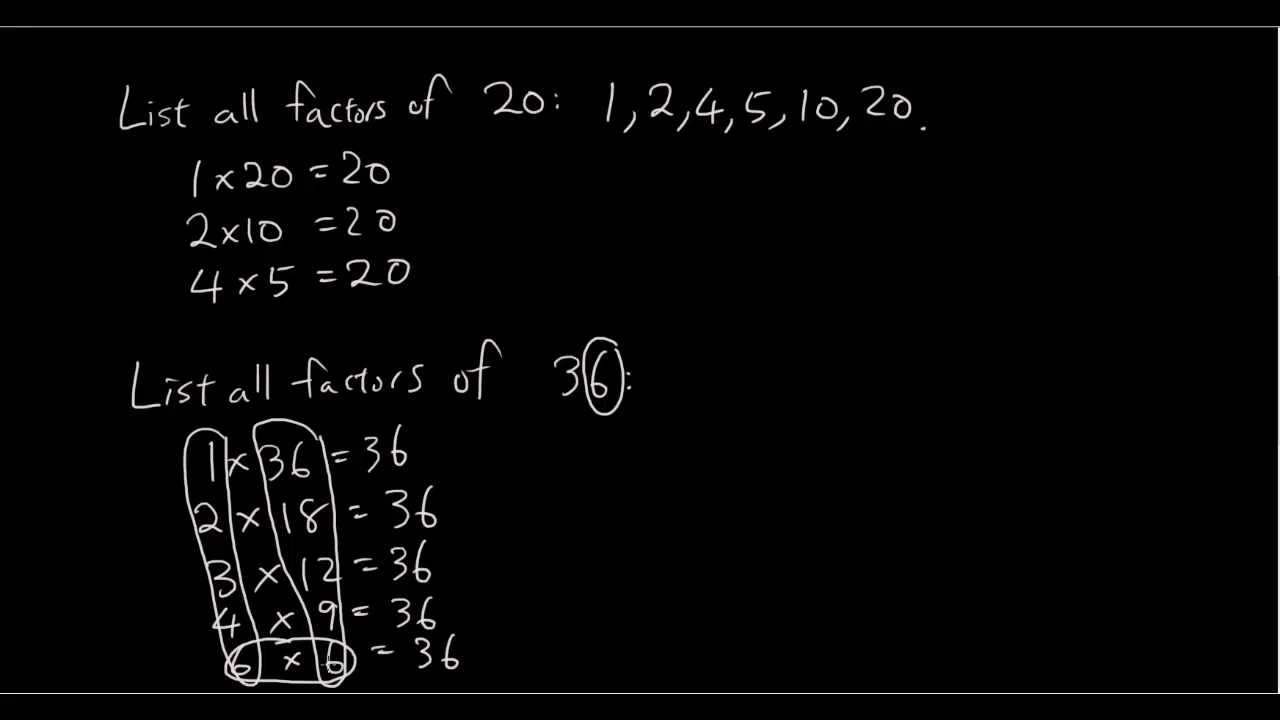 List all factors of 20: 1, 2, 4, 5, 10, 20.
1 × 20 = 20
2 × 10 = 20
4 × 5 = 20
List all factors of 36:
1 × 36 = 36
2 × 18 = 36
3 × 12 = 36
4 × 9 = 36
6 × 6 = 36